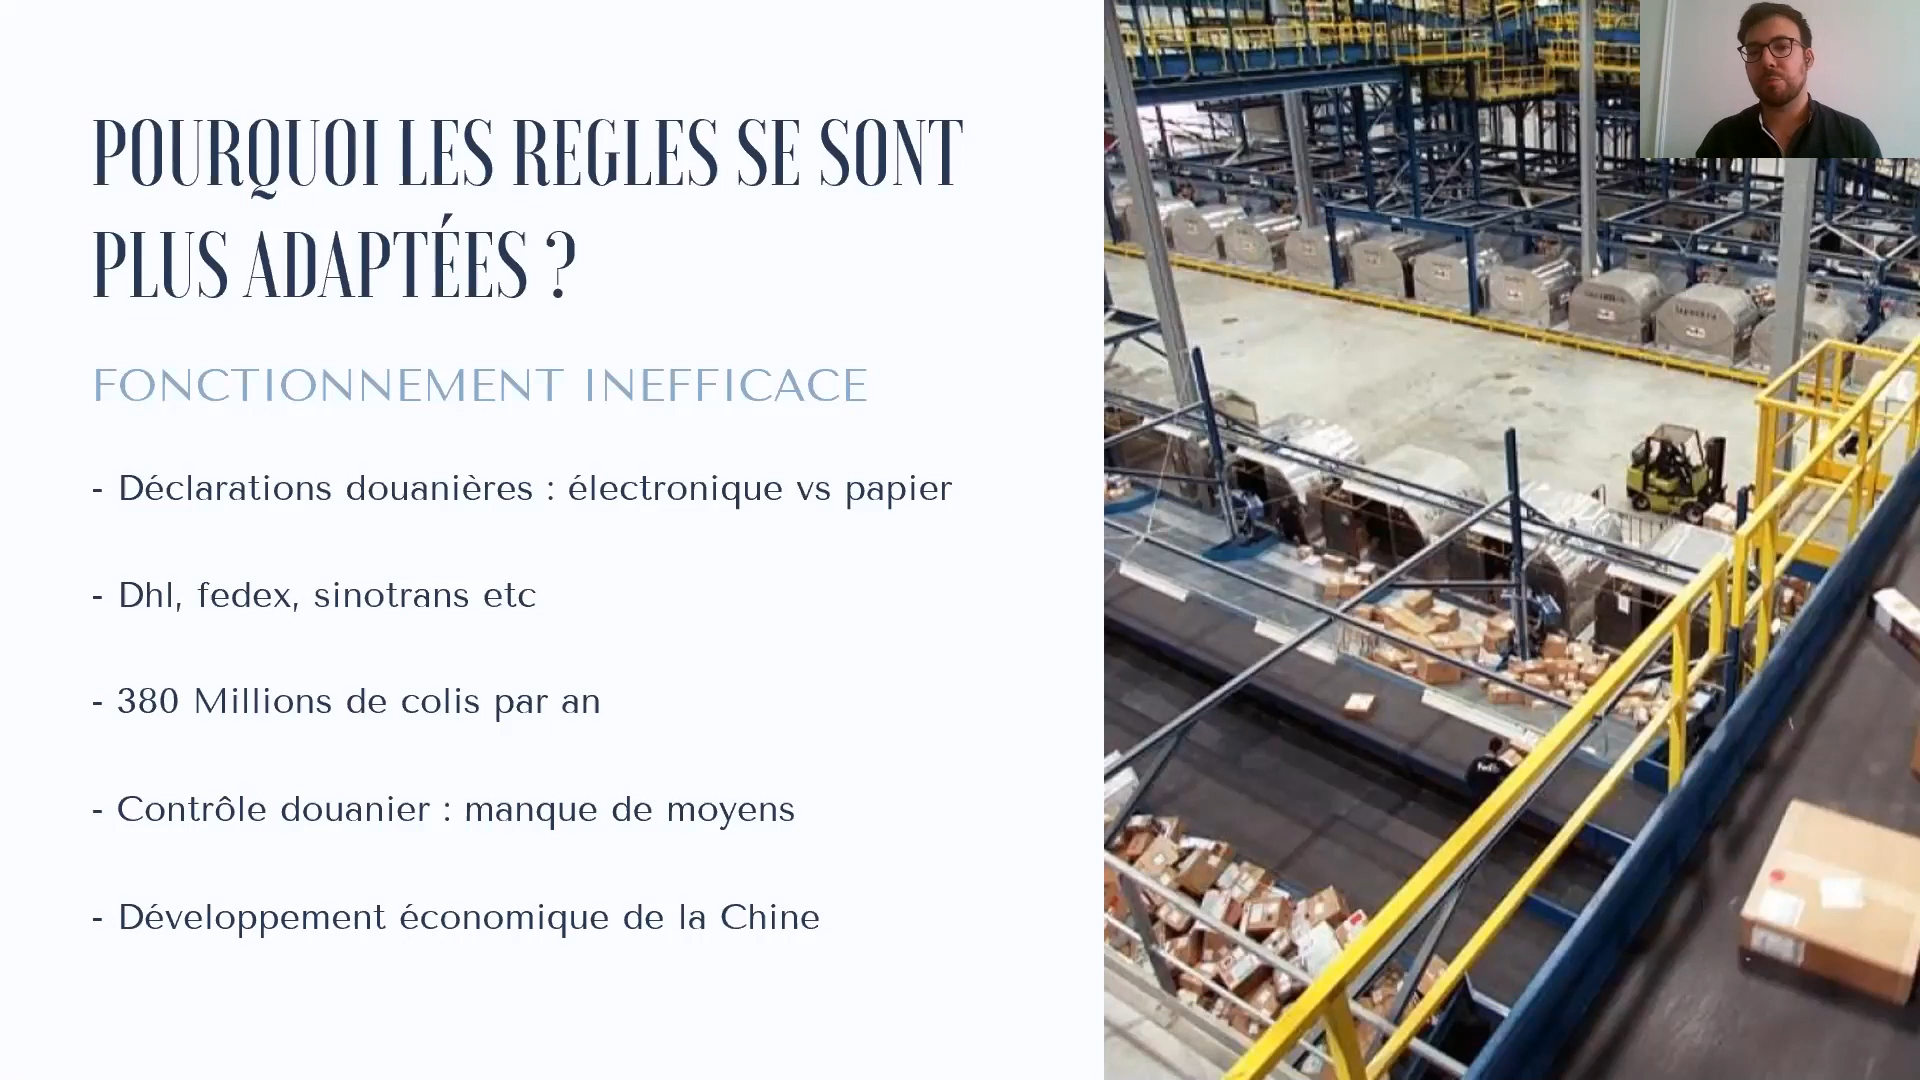 POURQUOI LES REGLES SE SONT
PLUS ADAPTÉES ?
FONCTIONNEMENT INEFFICACE
- Déclarations douanières : électronique vs papier
- Dhl, fedex, sinotrans etc
- 380 Millions de colis par an
- Contrôle douanier : manque de moyens
- Développement économique de la Chine
FedEx